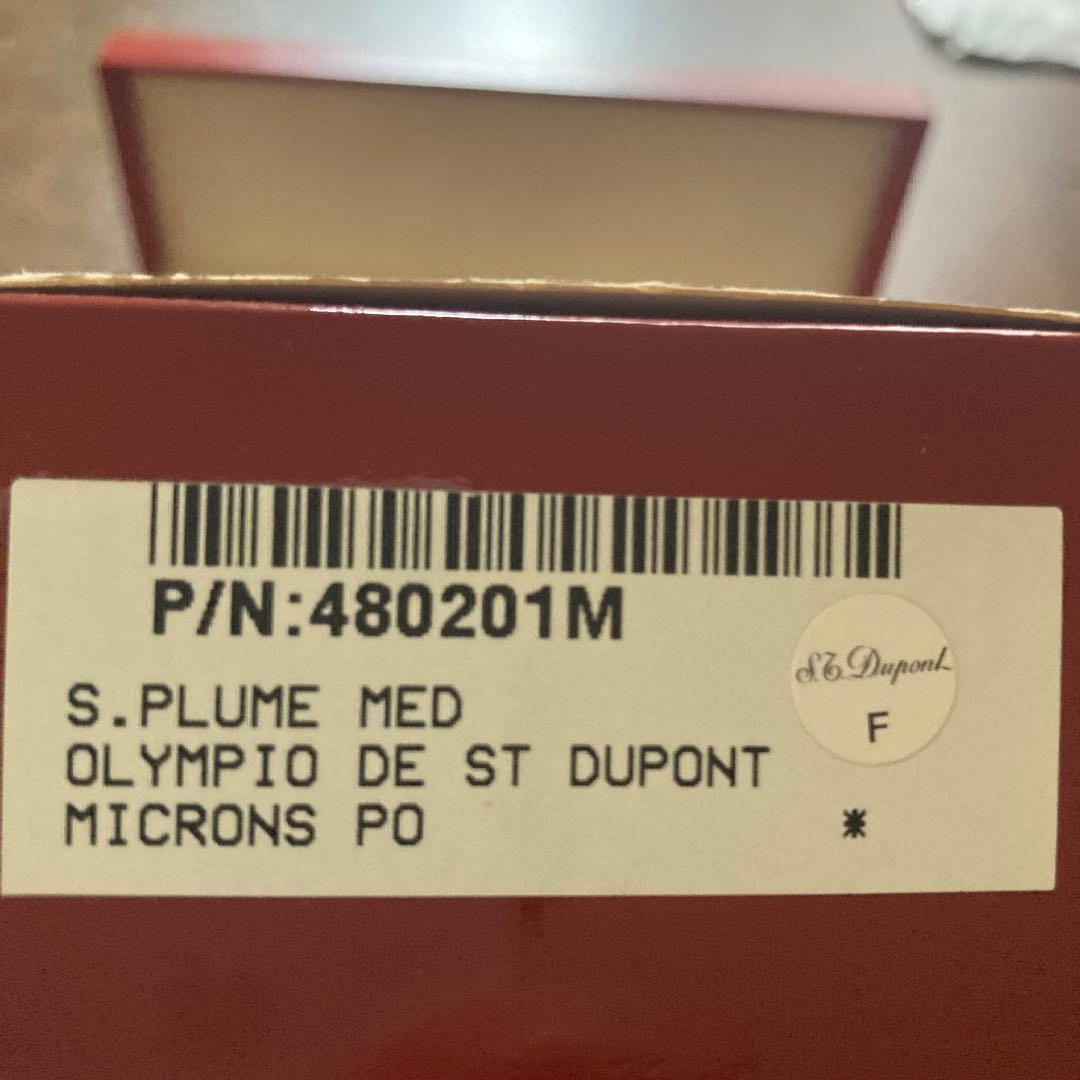 P/N:480201M
S.T. Dupont
F
S.PLUME MED
OLYMPIO DE ST DUPONT
MICRONS PO
*